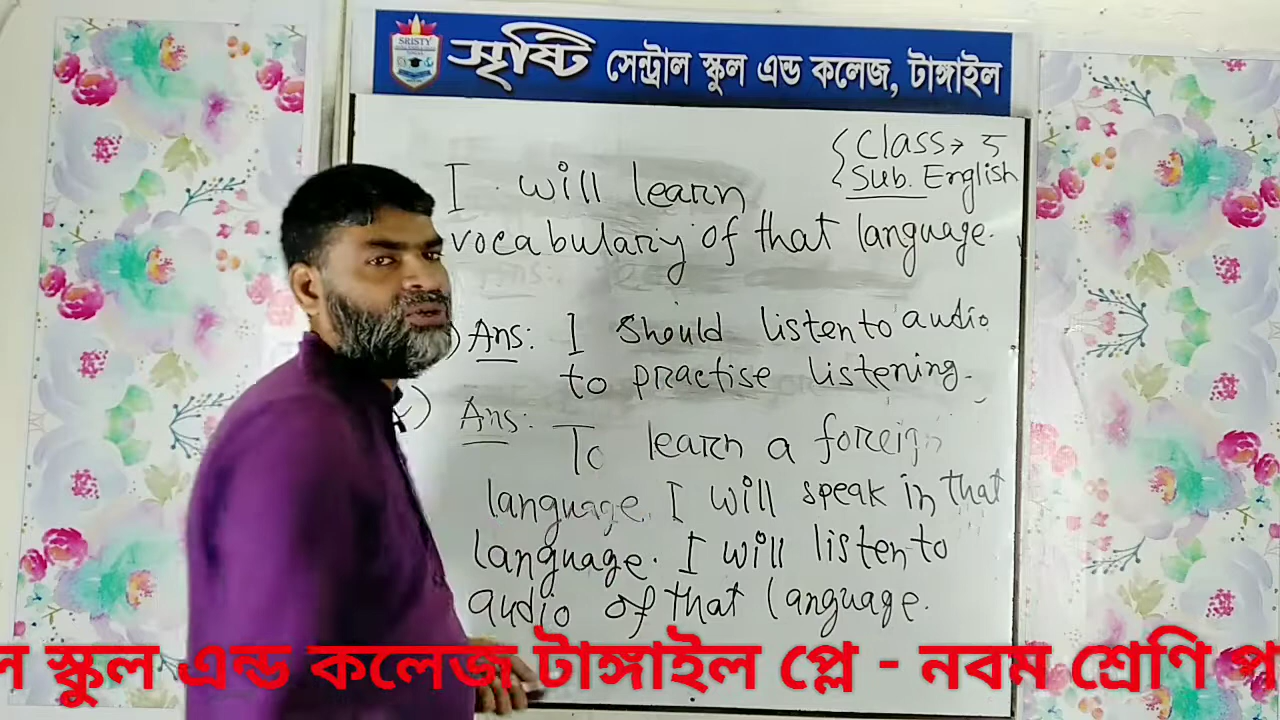 SRISTY
সৃষ্টি সেন্ট্রাল স্কুল এন্ড কলেজ, টাঙ্গাইল
Class→ 5
Sub. English
I will learn
vocabulary of that language.
) Ans: I should listen to audio
to practise listening.
) Ans: To learn a foreign
language. I will speak in that
language. I will listen to
audio of that language.
স্কুল এন্ড কলেজ টাঙ্গাইল প্লে - নবম শ্রেণি